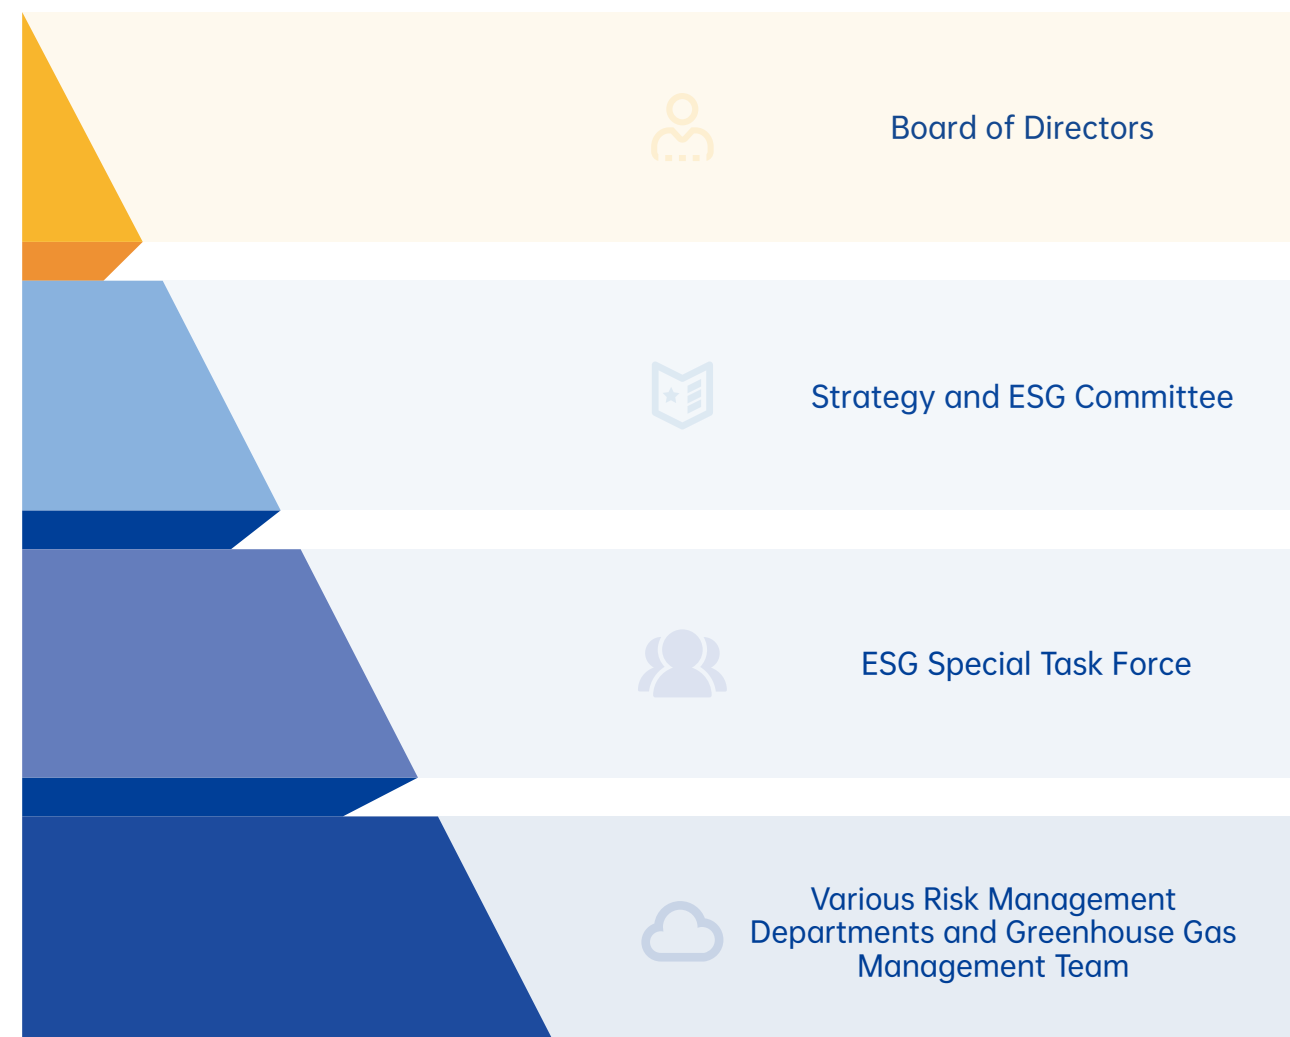 Board of Directors
Strategy and ESG Committee
ESG Special Task Force
Various Risk Management
Departments and Greenhouse Gas
Management Team